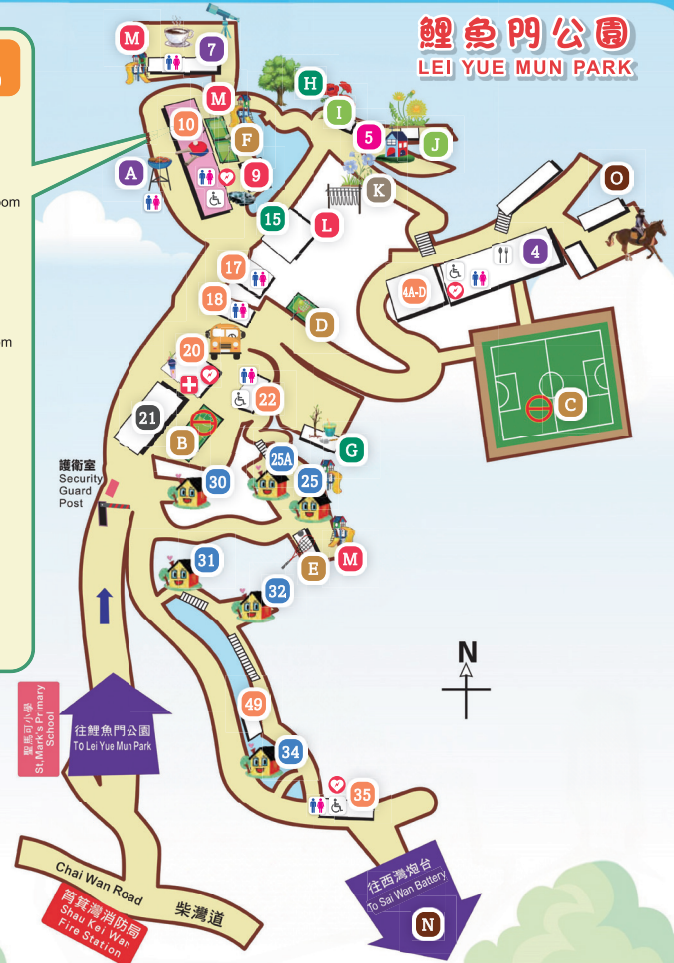 鯉魚門公園
LEI YUE MUN PARK
M
7
M
H
I
10
F
5
J
A
9
K
O
oom
15
L
4
17
4A-D
18
D
om
20
22
C
21
B
G
25A
護衛室
Security
Guard
Post
30
25
E
M
31
32
N
49
聖馬可小學
St,Mark's Primary
School
往鯉魚門公園
To Lei Yue Mun Park
34
35
Chai Wan Road
柴灣道
往西灣炮台
To Sai Wan Battery
N
筲箕灣消防局
Shau Kei Wan
Fire Station